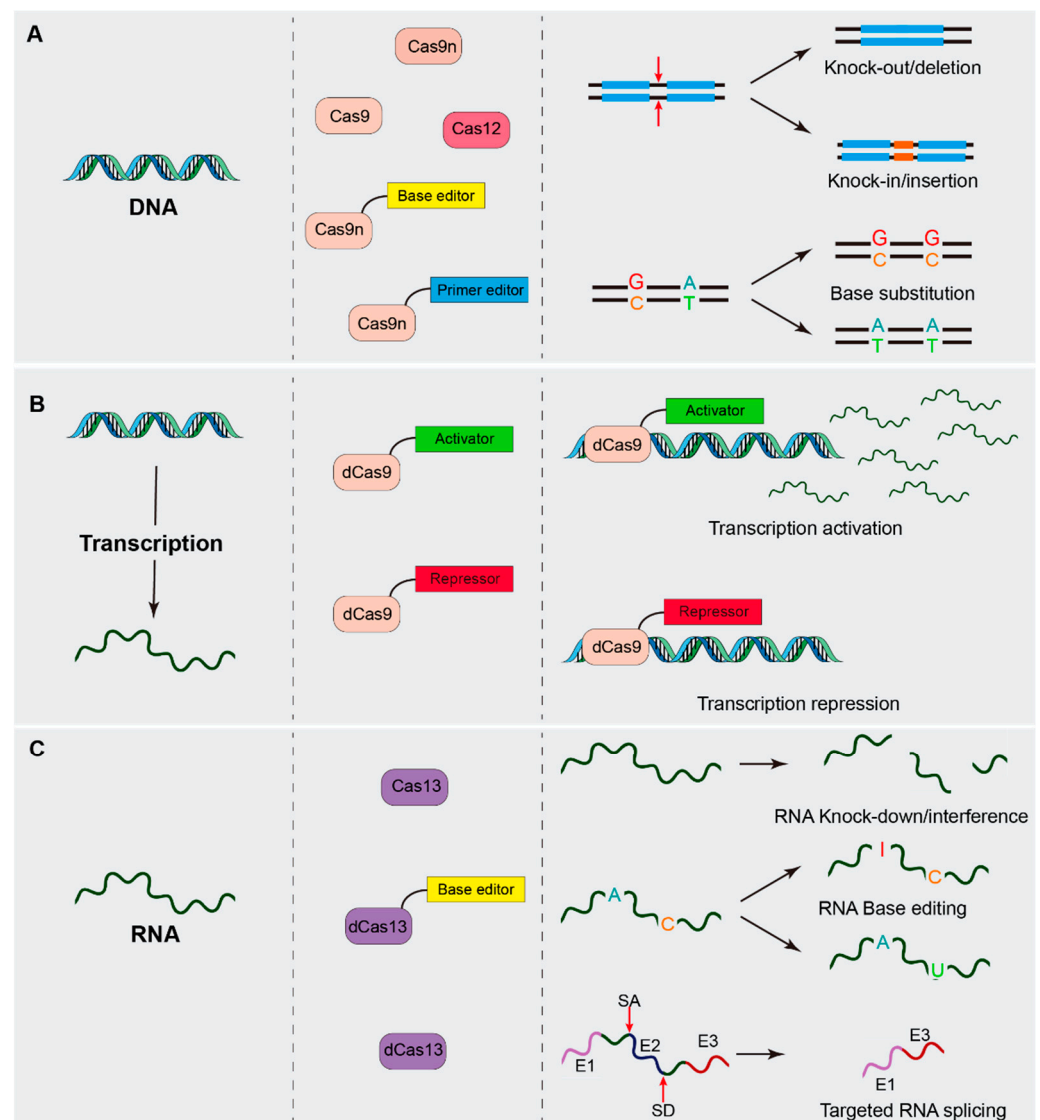 A
DNA
Cas9n
Cas9
Cas12
Base editor
Cas9n
Primer editor
Cas9n
Knock-out/deletion
Knock-in/insertion
G A
C T
G G
C C
Base substitution
A A
T T
B
Transcription
Activator
dCas9
Repressor
dCas9
Activator
dCas9
Transcription activation
Repressor
dCas9
Transcription repression
C
RNA
Cas13
Base editor
dCas13
dCas13
RNA Knock-down/interference
A
C
I
C
RNA Base editing
A
U
SA
E1
E2
E3
SD
E3
E1
Targeted RNA splicing